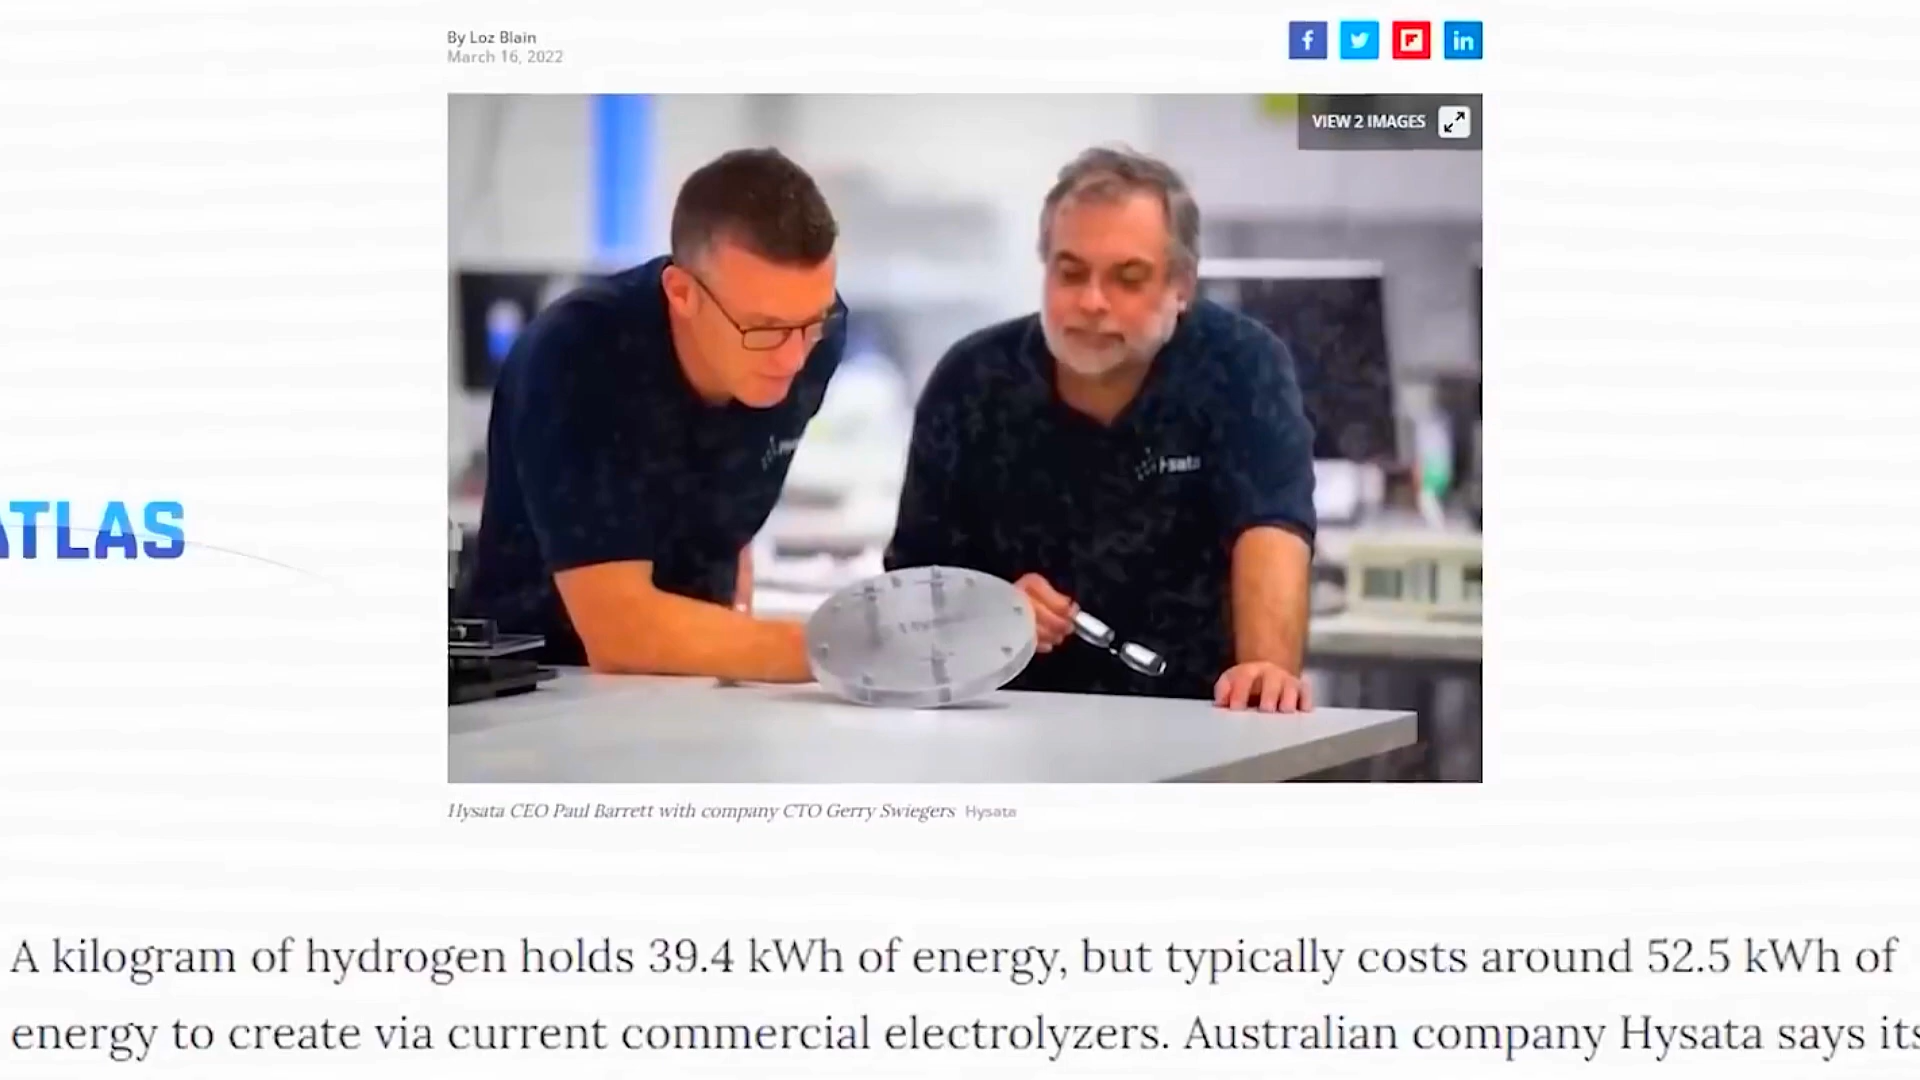 By Loz Blain
March 16, 2022
f
in
VIEW 2 IMAGES
ATLAS
Hysata CEO Paul Barrett with company CTO Gerry Swiegers Hysata
A kilogram of hydrogen holds 39.4 kWh of energy, but typically costs around 52.5 kWh of
energy to create via current commercial electrolyzers. Australian company Hysata says its